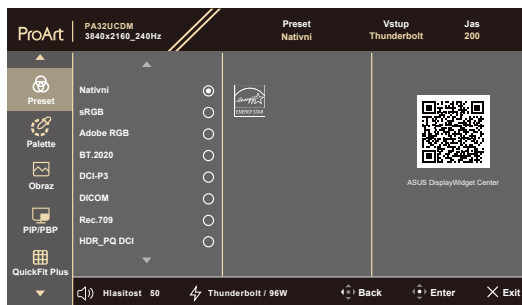 ProArt
PA32UCDM
3840x2160_240Hz
Preset
Nativní
Vstup
Thunderbolt
Jas
200
Preset
Palette
Obraz
PIP/PBP
QuickFit Plus
Nativní
sRGB
Adobe RGB
BT.2020
DCI-P3
DICOM
Rec.709
HDR_PQ DCI
energy
ENERGY STAR
ASUS DisplayWidget Center
Hlasitost 50
Thunderbolt / 96W
Back
Enter
Exit